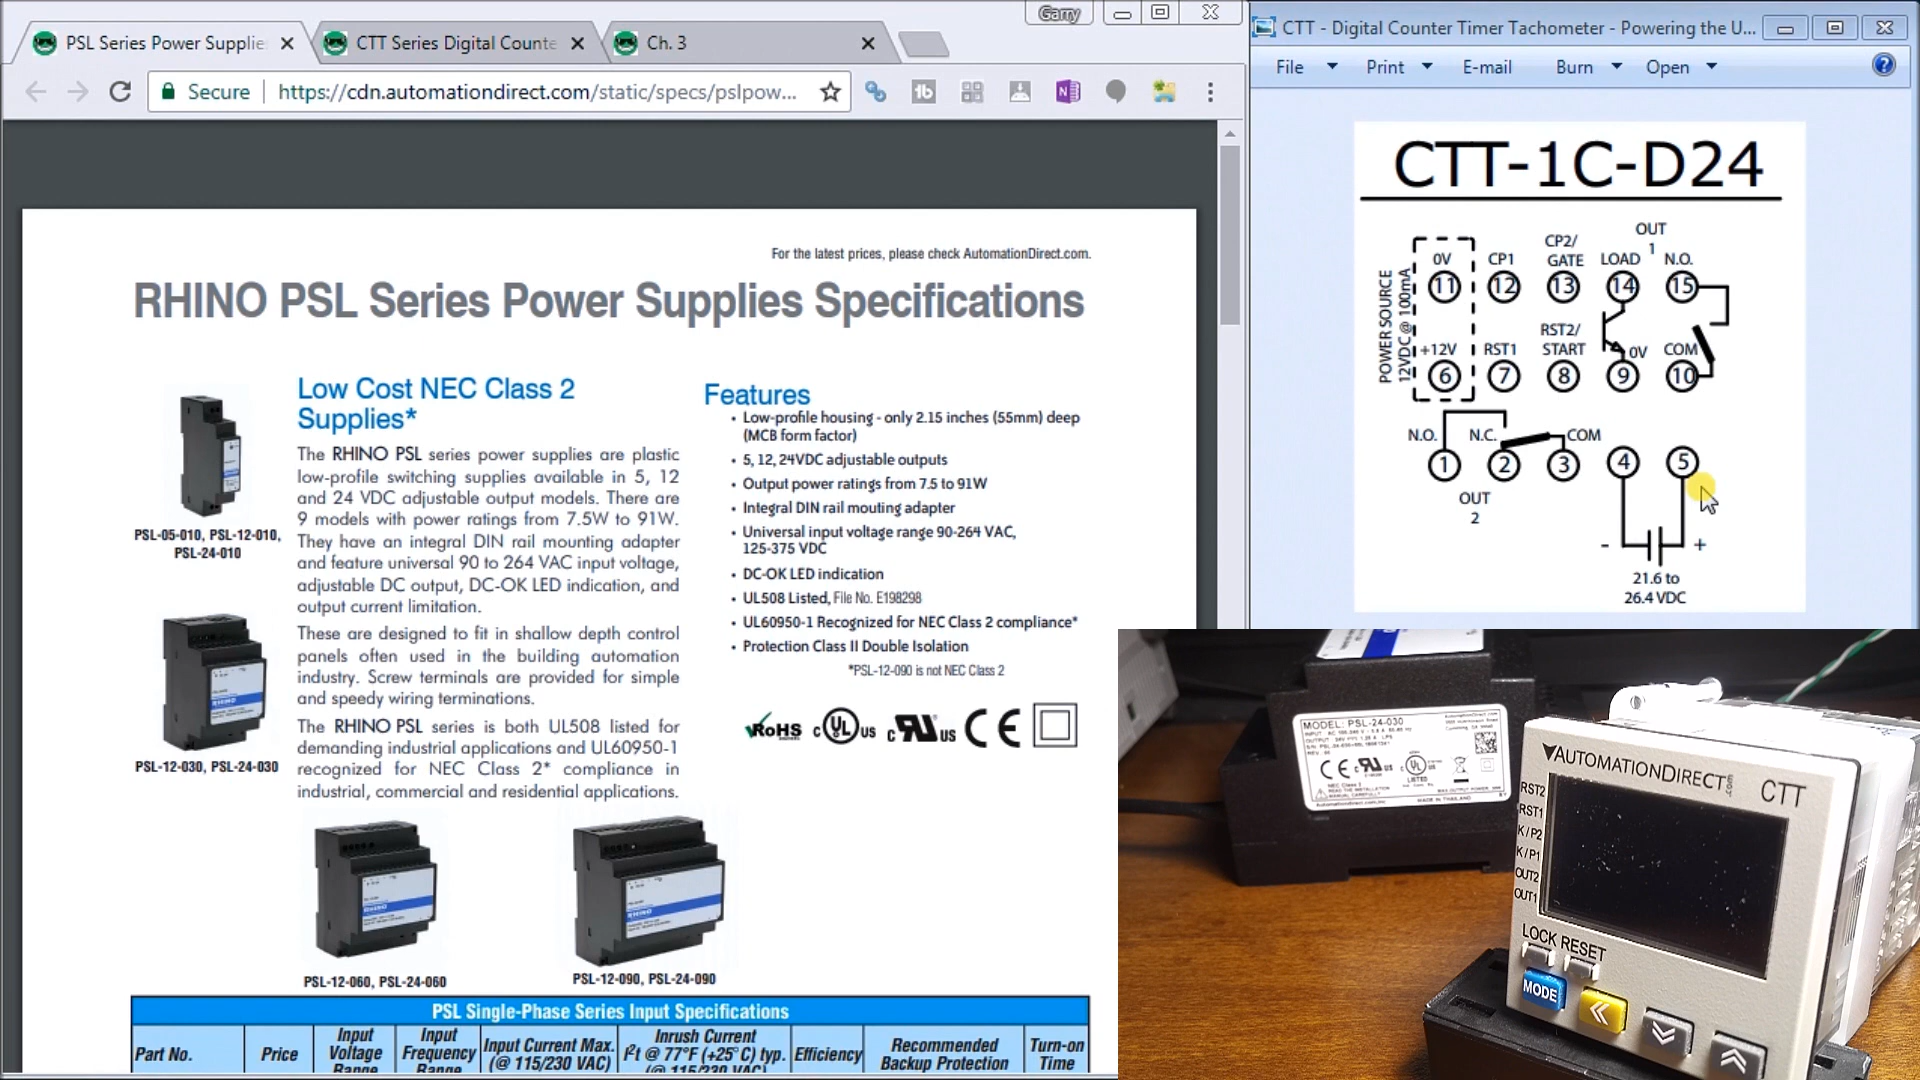 Garry
PSL Series Power Supplie
CTT Series Digital Counte
Ch. 3
Secure
https://cdn.automationdirect.com/static/specs/pslpow...
For the latest prices, please check AutomationDirect.com.
RHINO PSL Series Power Supplies Specifications
PSL-05-010, PSL-12-010,
PSL-24-010
PSL-12-030, PSL-24-030
Low Cost NEC Class 2
Supplies*
The RHINO PSL series power supplies are plastic
low-profile switching supplies available in 5, 12
and 24 VDC adjustable output models. There are
9 models with power ratings from 7.5W to 91W.
They have an integral DIN rail mounting adapter
and feature universal 90 to 264 VAC input voltage,
adjustable DC output, DC-OK LED indication, and
output current limitation.
These are designed to fit in shallow depth control
panels often used in the building automation
industry. Screw terminals are provided for simple
and speedy wiring terminations.
The RHINO PSL series is both UL508 listed for
demanding industrial applications and UL60950-1
recognized for NEC Class 2* compliance in
industrial, commercial and residential applications.
Features
• Low-profile housing - only 2.15 inches (55mm) deep
(MCB form factor)
• 5, 12, 24VDC adjustable outputs
• Output power ratings from 7.5 to 91W
• Integral DIN rail mouting adapter
• Universal input voltage range 90-264 VAC,
125-375 VDC
• DC-OK LED indication
• UL508 Listed, File No. E198298
• UL60950-1 Recognized for NEC Class 2 compliance*
• Protection Class II Double Isolation
*PSL-12-090 is not NEC Class 2
RoHS c UL us c UL us CE
PSL-12-060, PSL-24-060
PSL-12-090, PSL-24-090
PSL Single-Phase Series Input Specifications
Part No.
Price
Input
Voltage
Range
Input
Frequency
Range
Input Current Max.
(@ 115/230 VAC)
Inrush Current
I²t @ 77°F (+25°C) typ.
(@ 115/230 VAC)
Efficiency
Recommended
Backup Protection
Turn-on
Time
CTT - Digital Counter Timer Tachometer - Powering the U...
File Print E-mail Burn Open
CTT-1C-D24
POWER SOURCE
12VDC @ 100mA
OUT
1
0V CP1 CP2/
GATE LOAD N.O.
11 12 13 14 15
+12V RST1 RST2/
START 0V COM
6 7 8 9 10
N.O. N.C. COM
1 2 3 4 5
OUT
2
- +
21.6 to
26.4 VDC
MODEL: PSL-24-030
CE
AUTOMATIONDIRECT
CTT
RST2
RST1
K/P2
K/P1
OUT2
OUT1
LOCK RESET
MODE